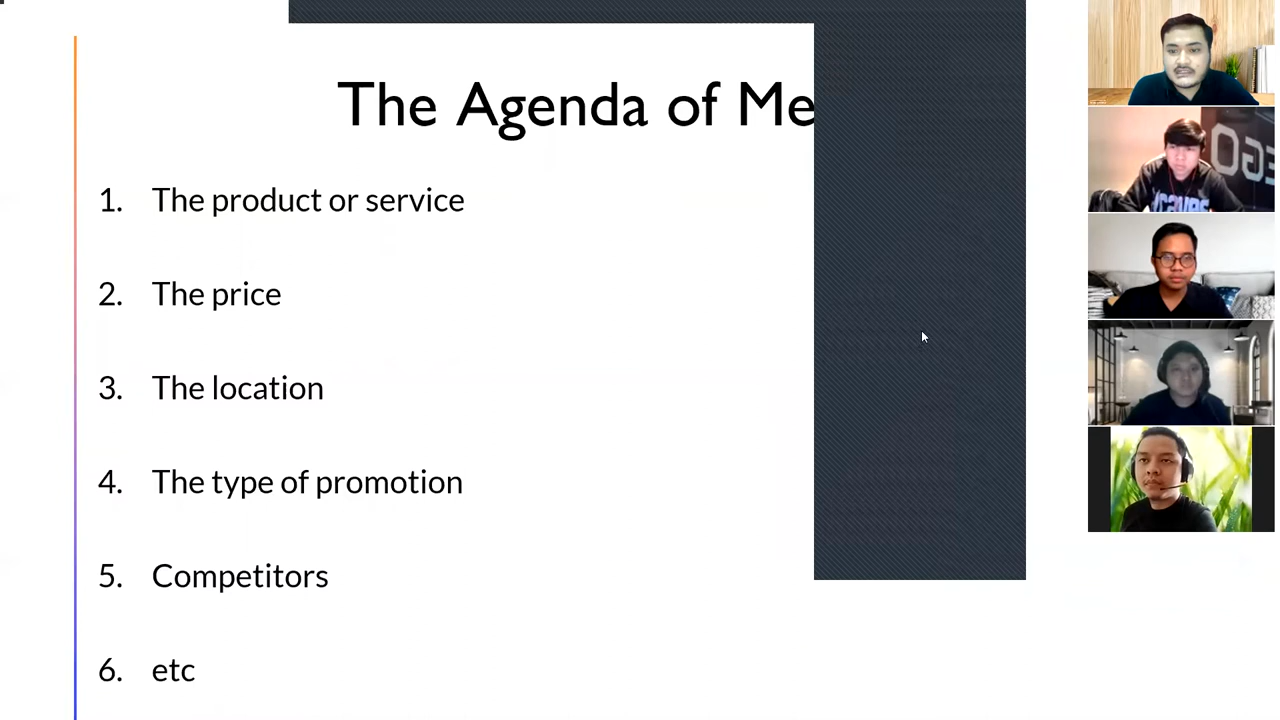 The Agenda of Me
1. The product or service
2. The price
3. The location
4. The type of promotion
5. Competitors
6. etc